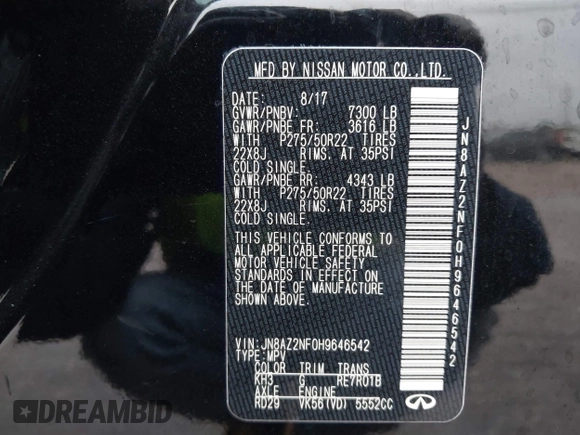 MFD BY NISSAN MOTOR CO.,LTD.
DATE: 8/17
GVWR/PNBV: 7300 LB
GAWR/PNBE FR: 3616 LB
WITH P275/50R22 TIRES
22X8J RIMS. AT 35PSI
COLD SINGLE
GAWR/PNBE RR: 4343 LB
WITH P275/50R22 TIRES
22X8J RIMS. AT 35PSI
COLD SINGLE
THIS VEHICLE CONFORMS TO
ALL APPLICABLE FEDERAL
MOTOR VEHICLE SAFETY
STANDARDS IN EFFECT ON
THE DATE OF MANUFACTURE
SHOWN ABOVE.
VIN:JN8AZ2NF0H9646542
TYPE:MPV
COLOR TRIM TRANS
KH3 G RE7R01B
AXLE ENGINE
RD29 VK56(VD) 5552CC
JN8AZ2NF0H9646542
DREAMBID